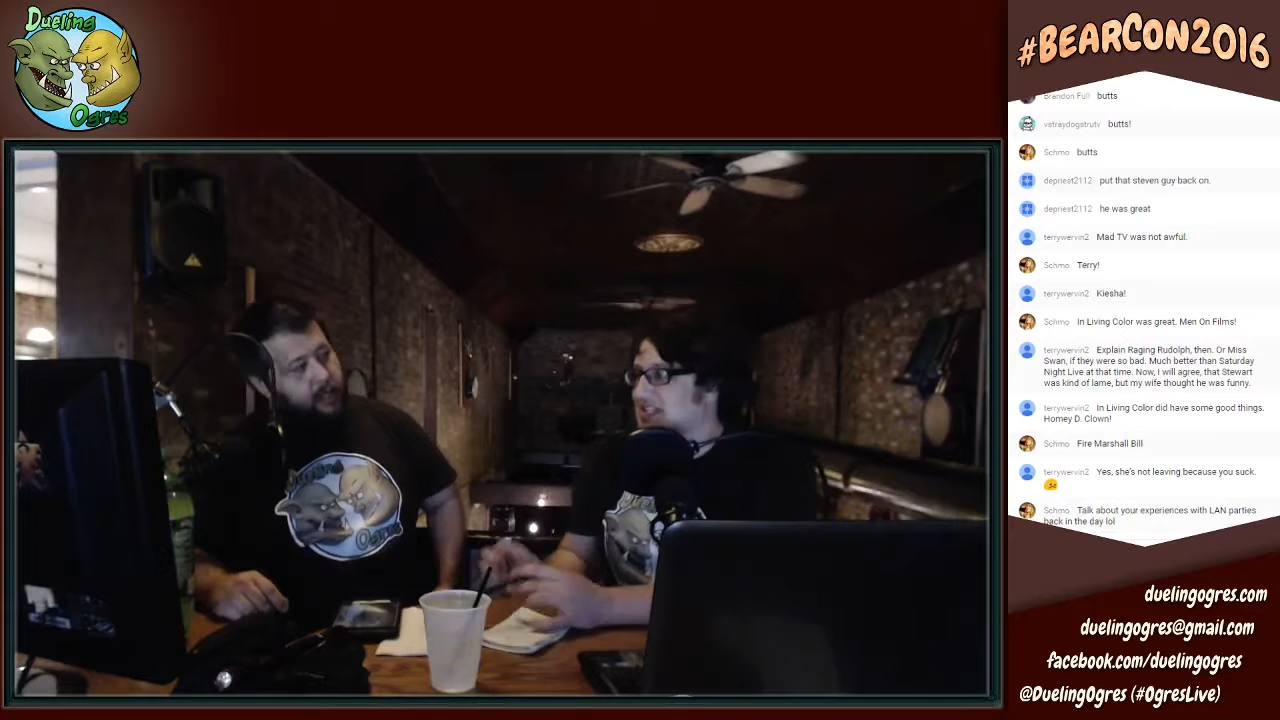 Dueling
Ogres
#BEARCON2016
Brandon Full butts
vstraydogstrutv butts!
Schmo butts
depriest2112 put that steven guy back on.
depriest2112 he was great
terrywervin2 Mad TV was not awful.
Schmo Terry!
terrywervin2 Kiesha!
Schmo In Living Color was great. Men On Films!
terrywervin2 Explain Raging Rudolph, then. Or Miss
Swan, if they were so bad. Much better than Saturday
Night Live at that time. Now, I will agree, that Stewart
was kind of lame, but my wife thought he was funny.
terrywervin2 In Living Color did have some good things.
Homey D. Clown!
Schmo Fire Marshall Bill
terrywervin2 Yes, she's not leaving because you suck.
Schmo Talk about your experiences with LAN parties
back in the day lol
duelingogres.com
duelingogres@gmail.com
facebook.com/duelingogres
@DuelingOgres (#OgresLive)
Dueling
Ogres